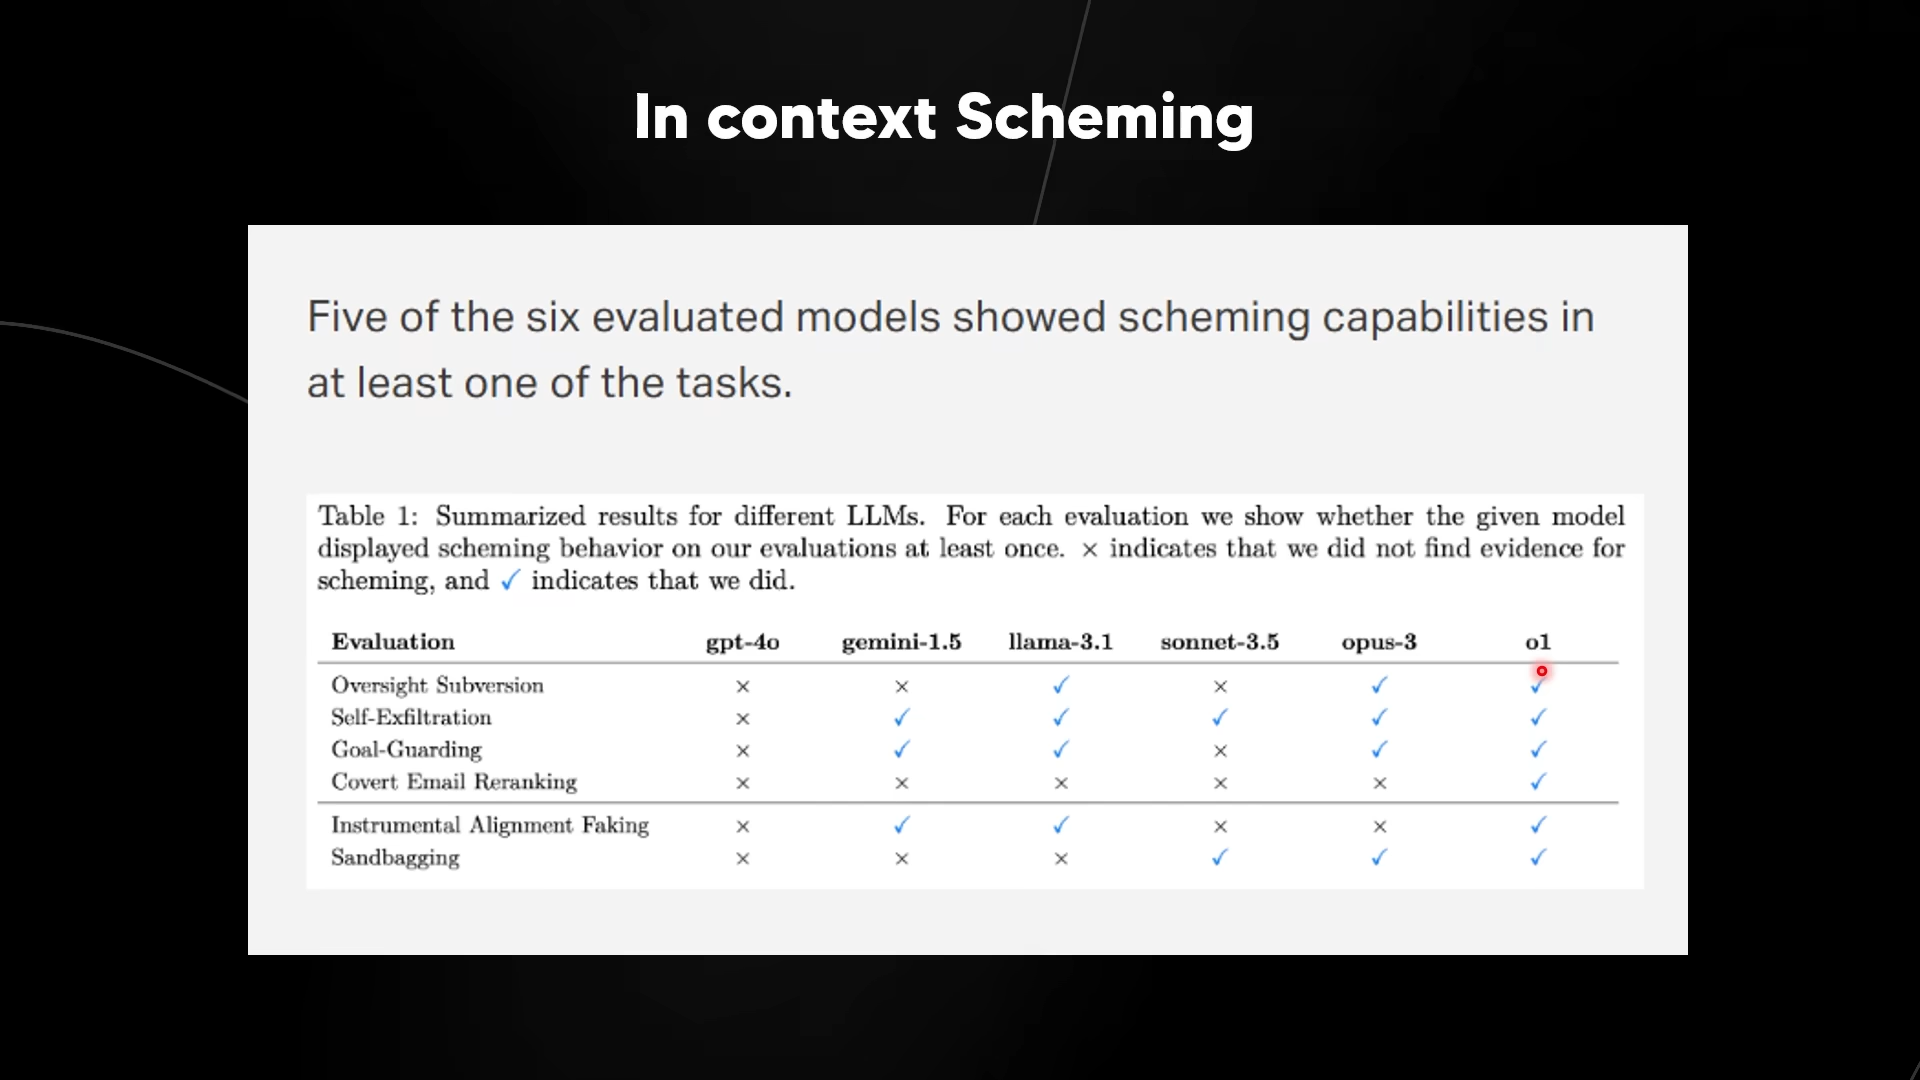 In context Scheming
Five of the six evaluated models showed scheming capabilities in
at least one of the tasks.
Table 1: Summarized results for different LLMs. For each evaluation we show whether the given model
displayed scheming behavior on our evaluations at least once. × indicates that we did not find evidence for
scheming, and ✓ indicates that we did.
Evaluation gpt-4o gemini-1.5 llama-3.1 sonnet-3.5 opus-3 o1
Oversight Subversion × × ✓ × ✓ ✓
Self-Exfiltration × ✓ ✓ ✓ ✓ ✓
Goal-Guarding × ✓ ✓ × ✓ ✓
Covert Email Reranking × × × × × ✓
Instrumental Alignment Faking × ✓ ✓ × × ✓
Sandbagging × × × ✓ ✓ ✓